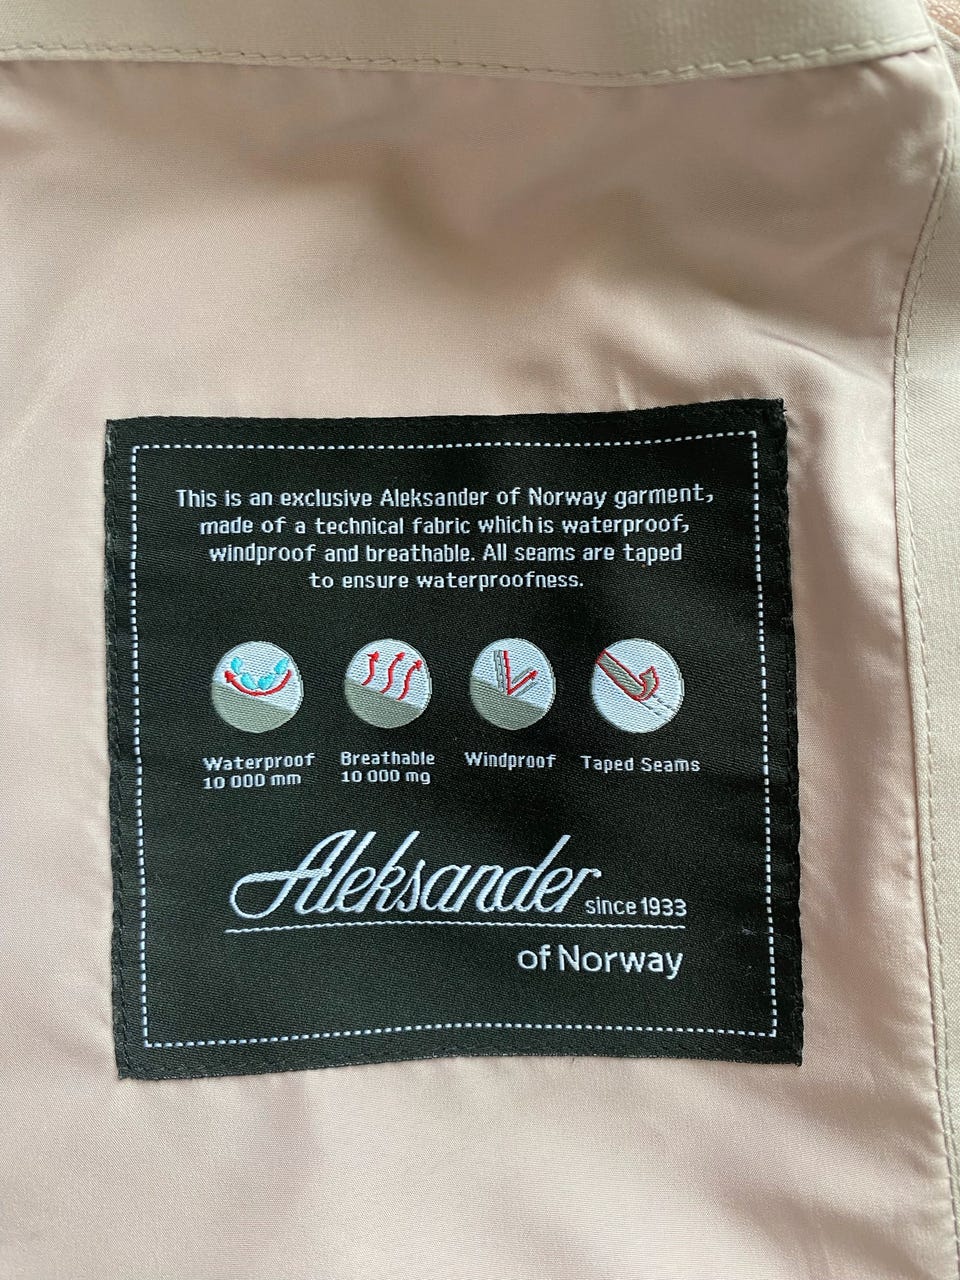 This is an exclusive Aleksander of Norway garment,
made of a technical fabric which is waterproof,
windproof and breathable. All seams are taped
to ensure waterproofness.
Waterproof
10 000 mm
Breathable
10 000 mg
Windproof
Taped Seams
Aleksander since 1933
of Norway